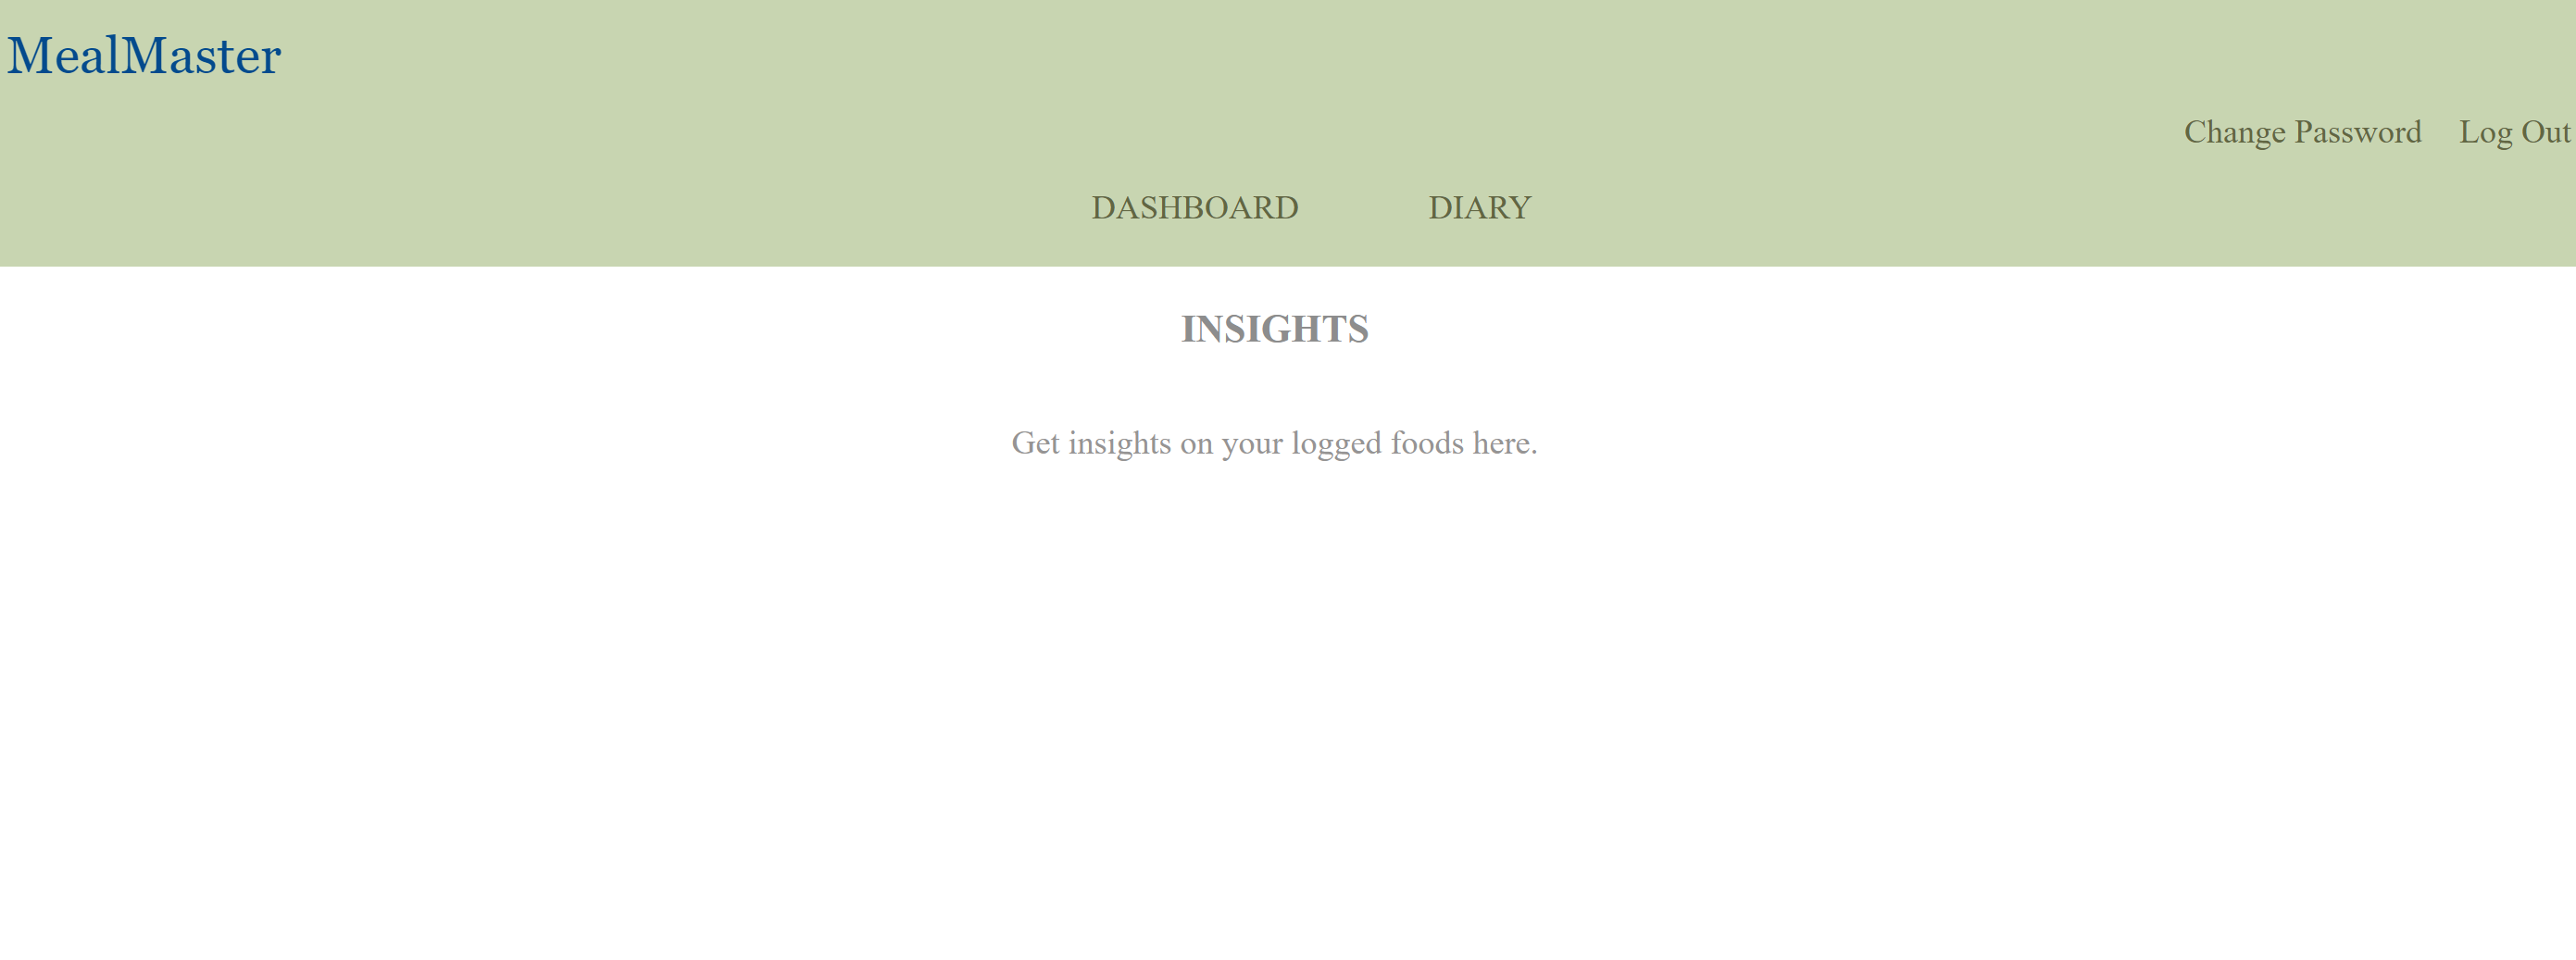 MealMaster
Change Password Log Out
DASHBOARD DIARY
INSIGHTS
Get insights on your logged foods here.